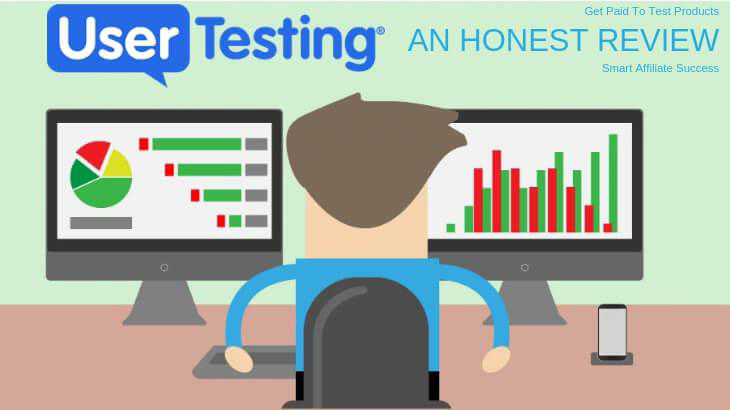 UserTesting®
Get Paid To Test Products
AN HONEST REVIEW
Smart Affiliate Success